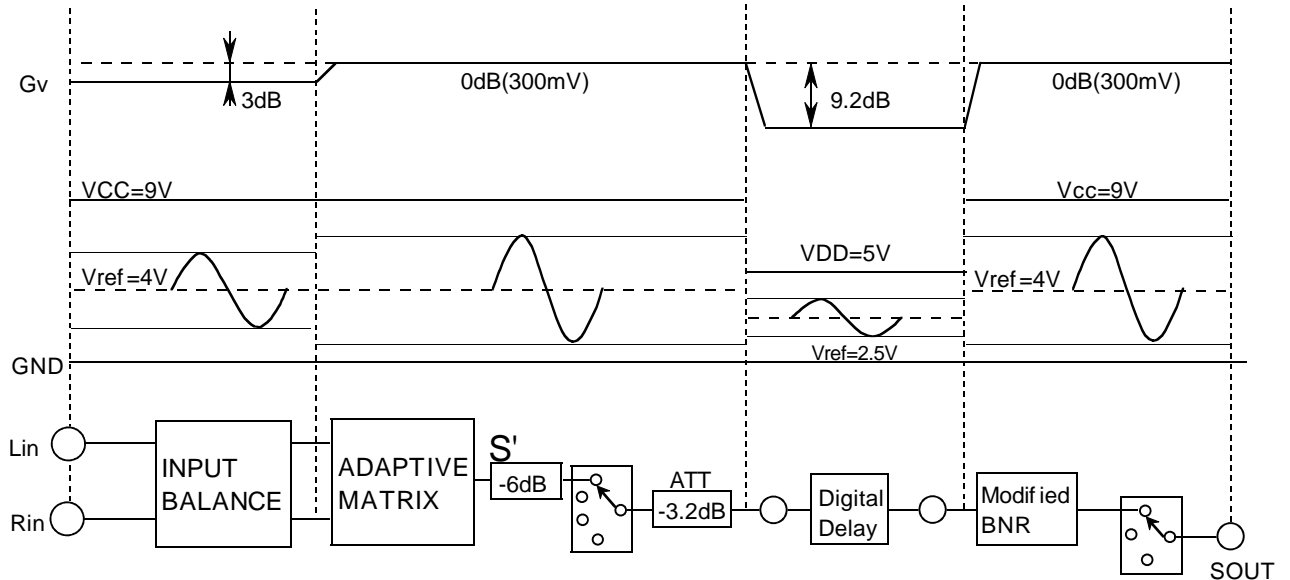 Gv
3dB
0dB(300mV)
9.2dB
0dB(300mV)
VCC=9V
Vcc=9V
VDD=5V
Vref=4V
Vref=4V
Vref=2.5V
GND
Lin
Rin
INPUT
BALANCE
ADAPTIVE
MATRIX
S'
-6dB
ATT
-3.2dB
Digital
Delay
Modified
BNR
SOUT